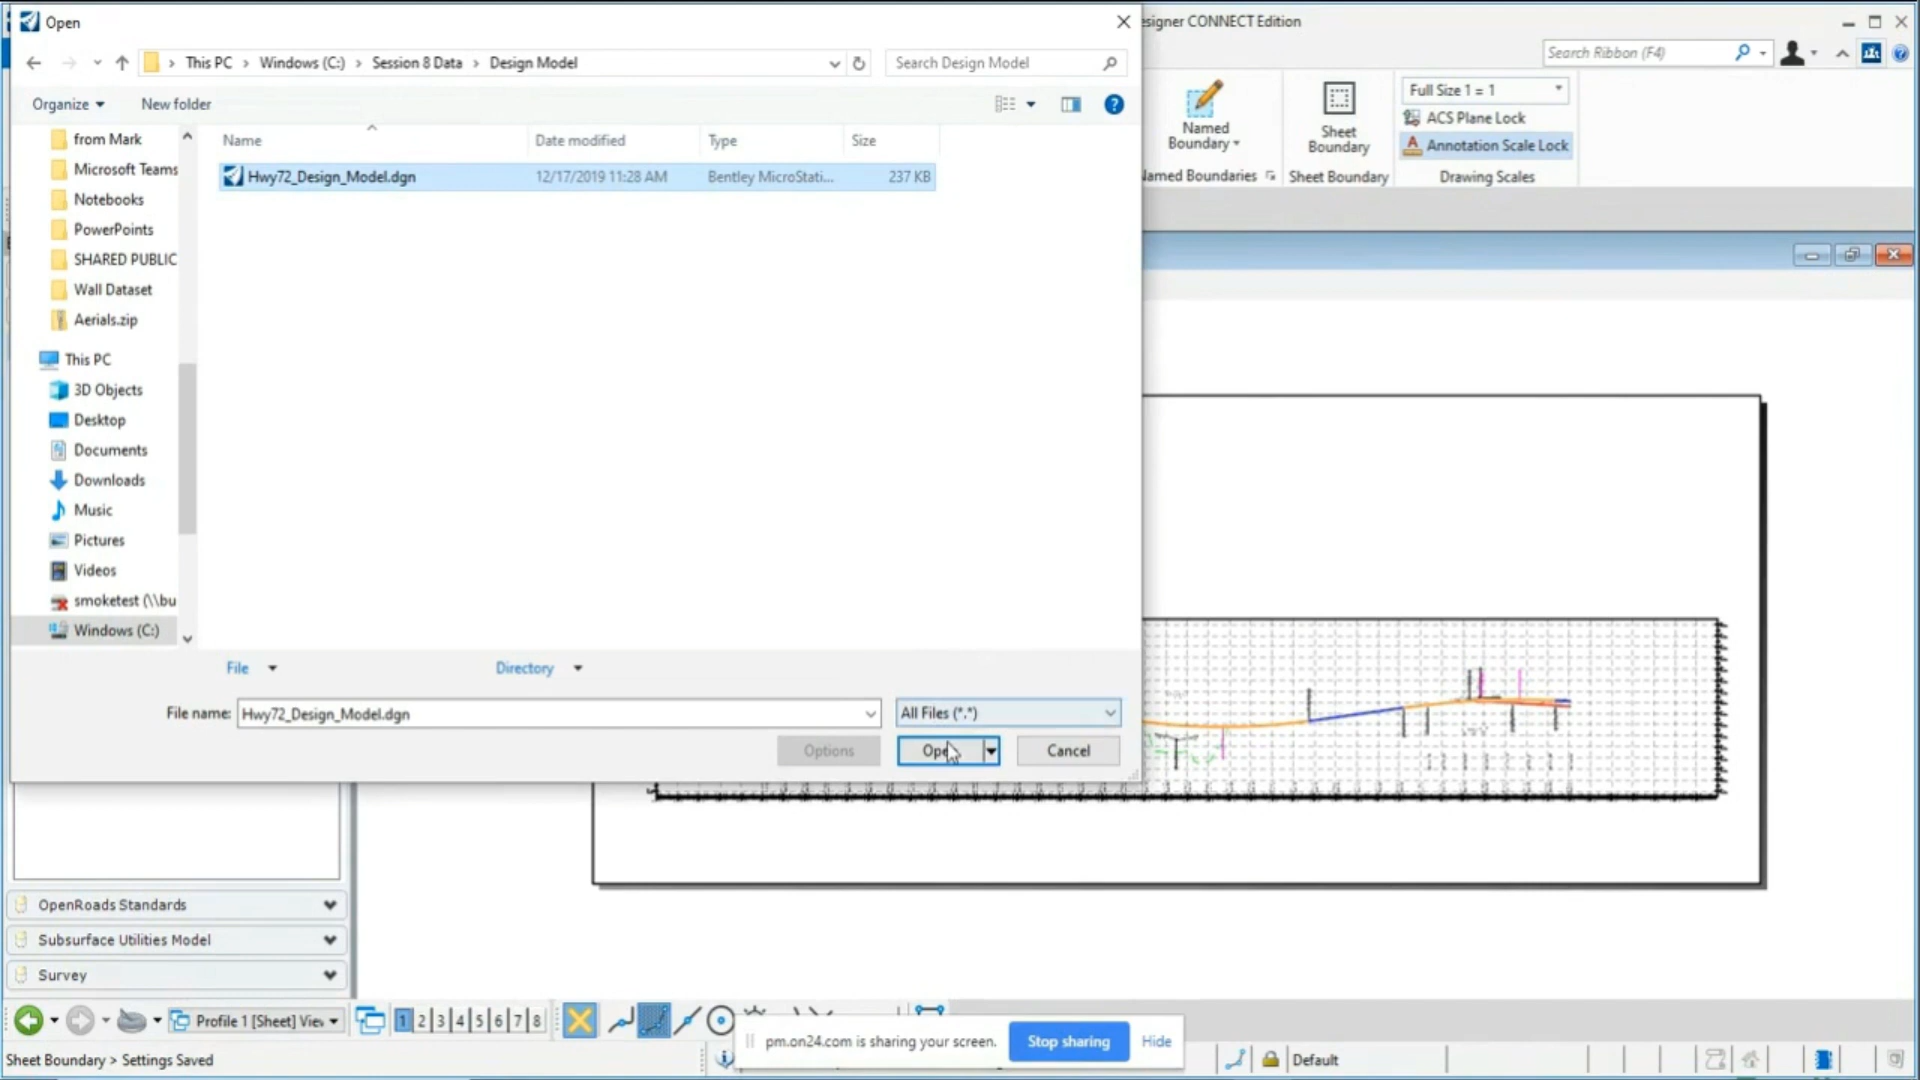 Open
signer CONNECT Edition
Search Ribbon (F4)
This PC > Windows (C:) > Session 8 Data > Design Model
Search Design Model
Organize
New folder
Named
Boundary
Named Boundaries
Sheet
Boundary
Sheet Boundary
Full Size 1 = 1
ACS Plane Lock
Annotation Scale Lock
Drawing Scales
Name
Date modified
Type
Size
Hwy72_Design_Model.dgn
12/17/2019 11:28 AM
Bentley MicroStati...
237 KB
from Mark
Microsoft Teams
Notebooks
PowerPoints
SHARED PUBLIC
Wall Dataset
Aerials.zip
This PC
3D Objects
Desktop
Documents
Downloads
Music
Pictures
Videos
smoketest (\\bu
Windows (C:)
File
Directory
File name:
Hwy72_Design_Model.dgn
All Files (*.*)
Options
Open
Cancel
OpenRoads Standards
Subsurface Utilities Model
Survey
Profile 1 [Sheet] Viev
1 2 3 4 5 6 7 8
pm.on24.com is sharing your screen.
Stop sharing
Hide
Sheet Boundary > Settings Saved
Default